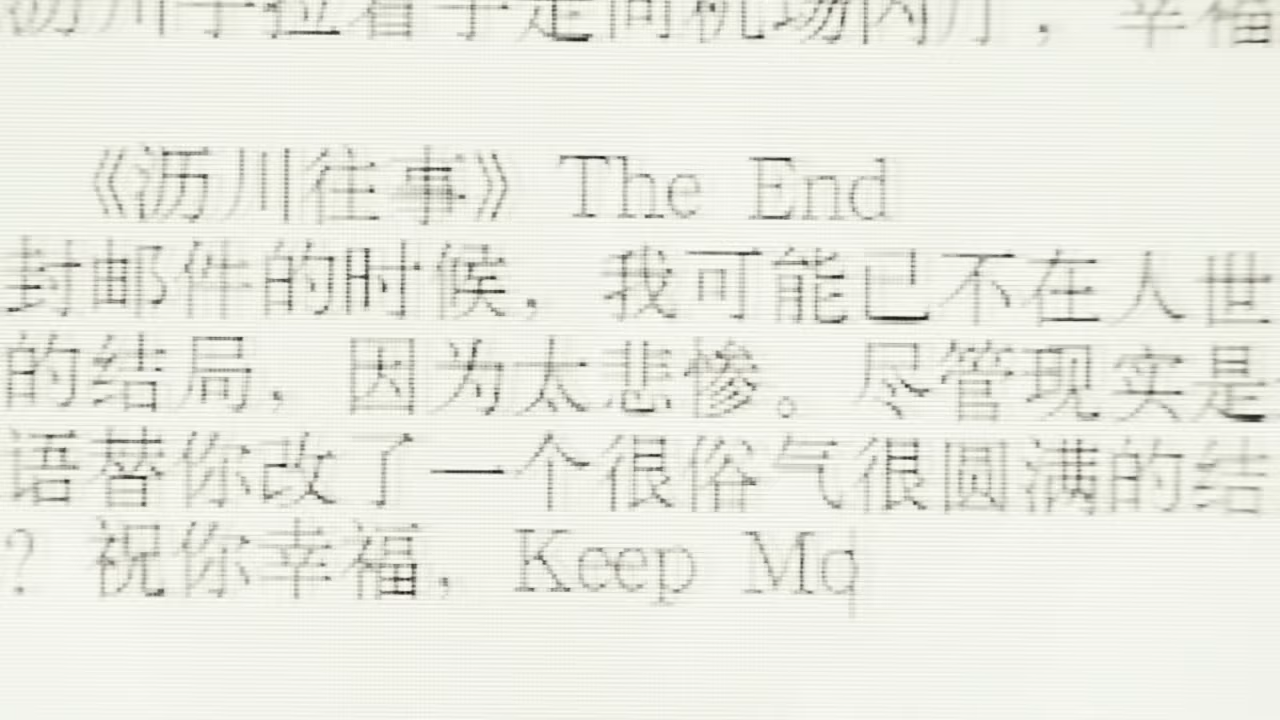 沥川手拉着手走向机场闸厅，幸福
《沥川往事》 The End
封邮件的时候，我可能已不在人世
的结局，因为太悲惨。尽管现实是
语替你改了一个很俗气很圆满的结
？祝你幸福，Keep Mo